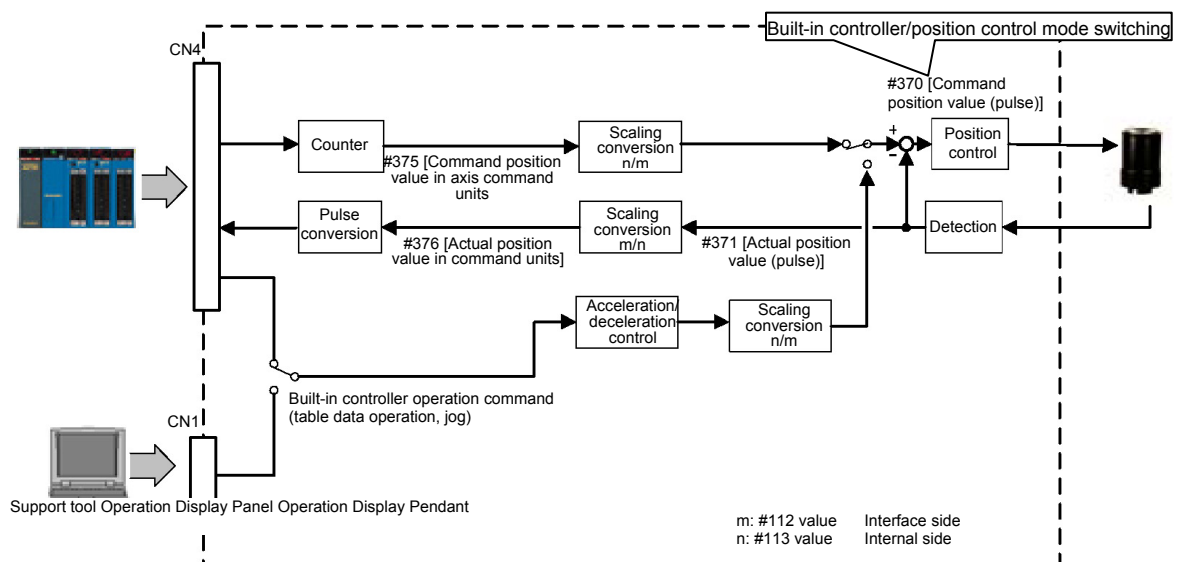 Built-in controller/position control mode switching
CN4
#370 [Command
position value (pulse)]
+
−
Counter
#375 [Command position
value in axis command
units
Scaling
conversion
n/m
Position
control
Pulse
conversion
#376 [Actual position
value in command units]
Scaling
conversion
m/n
#371 [Actual position
value (pulse)]
Detection
Acceleration/
deceleration
control
Scaling
conversion
n/m
Built-in controller operation command
(table data operation, jog)
CN1
Support tool Operation Display Panel Operation Display Pendant
m: #112 value Interface side
n: #113 value Internal side